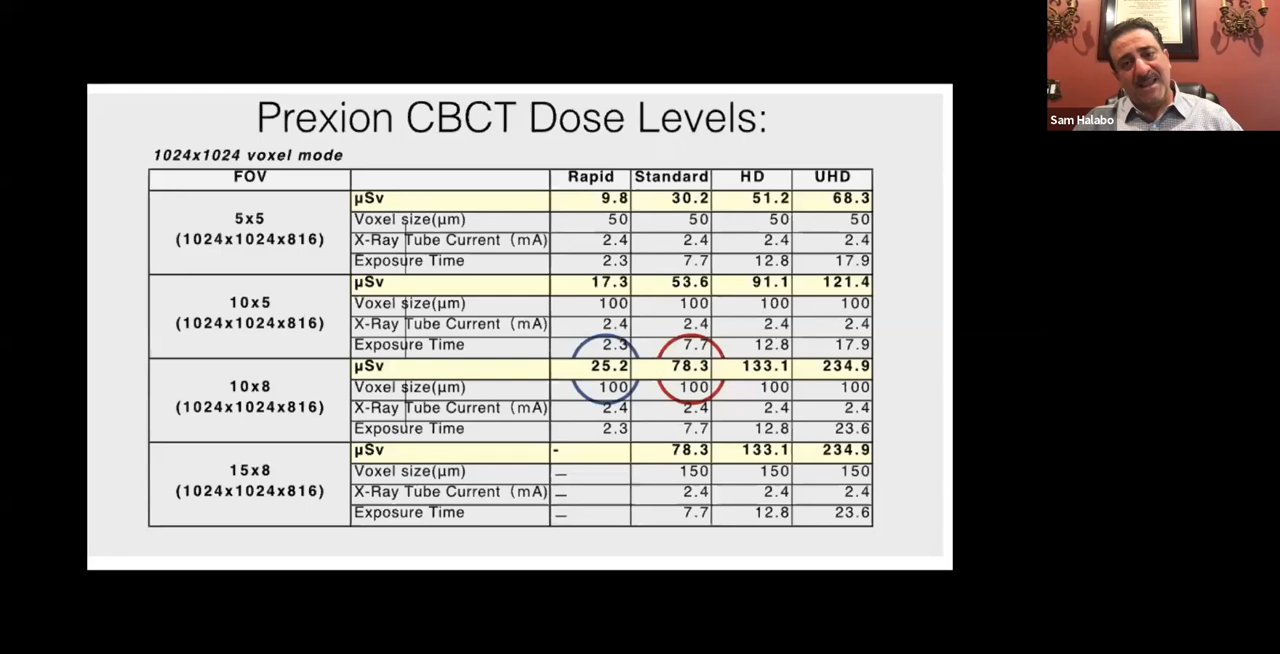 Prexion CBCT Dose Levels:
Sam Halabo
1024x1024 voxel mode
FOV Rapid Standard HD UHD
5x5 (1024x1024x816)
µSv 9.8 30.2 51.2 68.3
Voxel size(µm) 50 50 50 50
X-Ray Tube Current (mA) 2.4 2.4 2.4 2.4
Exposure Time 2.3 7.7 12.8 17.9
10x5 (1024x1024x816)
µSv 17.3 53.6 91.1 121.4
Voxel size(µm) 100 100 100 100
X-Ray Tube Current (mA) 2.4 2.4 2.4 2.4
Exposure Time 2.3 7.7 12.8 17.9
10x8 (1024x1024x816)
µSv 25.2 78.3 133.1 234.9
Voxel size(µm) 100 100 100 100
X-Ray Tube Current (mA) 2.4 2.4 2.4 2.4
Exposure Time 2.3 7.7 12.8 23.6
15x8 (1024x1024x816)
µSv - 78.3 133.1 234.9
Voxel size(µm) — 150 150 150
X-Ray Tube Current (mA) — 2.4 2.4 2.4
Exposure Time — 7.7 12.8 23.6